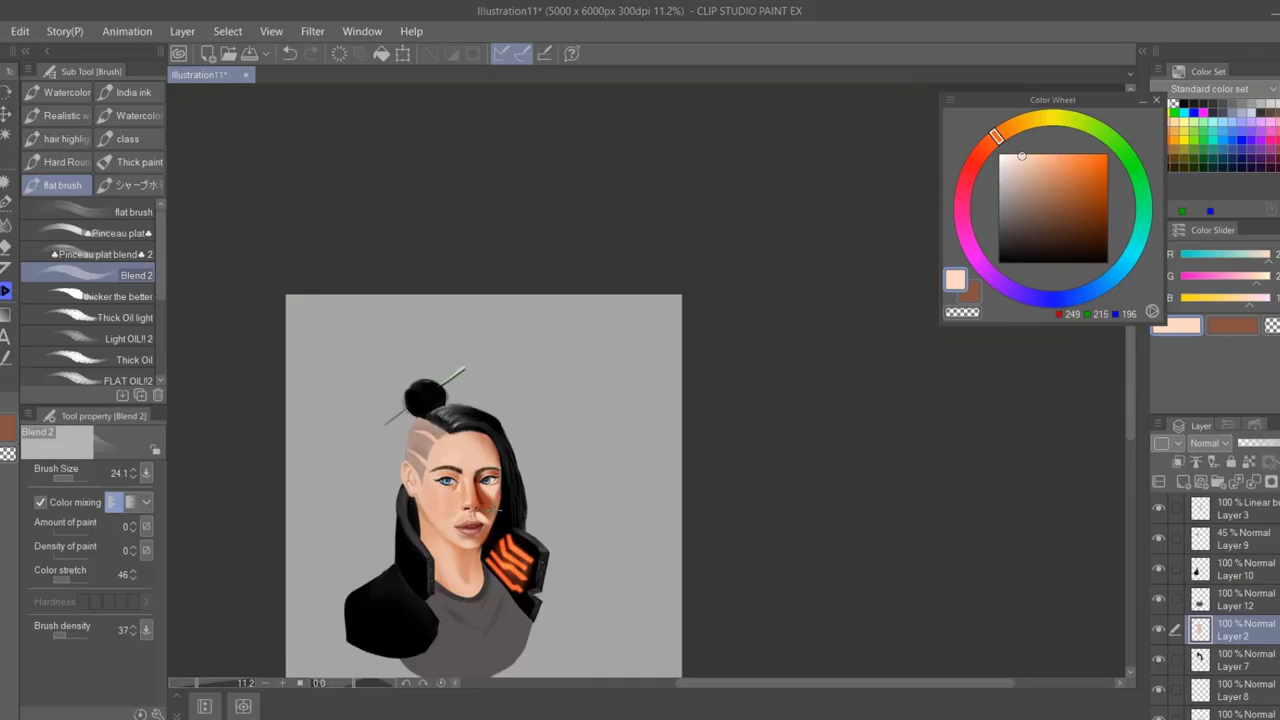 Illustration11* (5000 x 6000px 300dpi 11.2%) - CLIP STUDIO PAINT EX
Edit Story(P) Animation Layer Select View Filter Window Help
Sub Tool [Brush]
Illustration11*
Watercolor India ink
Realistic w Watercolor
hair highlig class
Hard Roun Thick paint
flat brush シャープ水
flat brush
♣Pinceau plat♣
♣Pinceau plat blend♣ 2
Blend 2
thicker the better
Thick Oil light
Light OIL!! 2
Thick Oil
FLAT OIL!!2
Tool property [Blend 2]
Blend 2
Brush Size 24.1
Color mixing
Amount of paint 0
Density of paint 0
Color stretch 46
Hardness
Brush density 37
11.2
0.0
Color Wheel
249 215 196
Color Set
Standard color set
Color Slider
R 2
G 2
B 1
Layer
Normal
100 % Linear b
Layer 3
45 % Normal
Layer 9
100 % Normal
Layer 10
100 % Normal
Layer 12
100 % Normal
Layer 2
100 % Normal
Layer 7
100 % Normal
Layer 8
100 % Normal